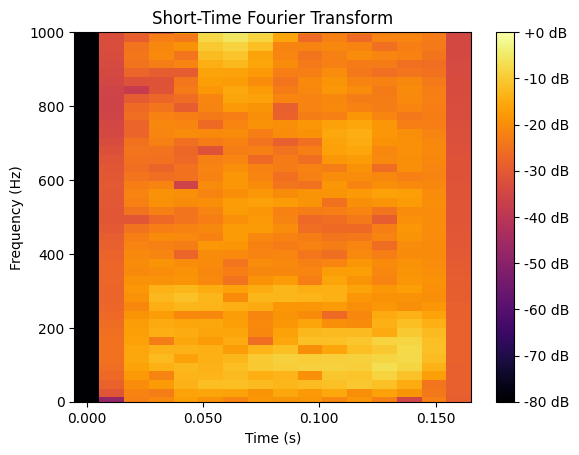 Short-Time Fourier Transform
Frequency (Hz)
1000
800
600
400
200
0
0.000
0.050
0.100
0.150
Time (s)
+0 dB
-10 dB
-20 dB
-30 dB
-40 dB
-50 dB
-60 dB
-70 dB
-80 dB